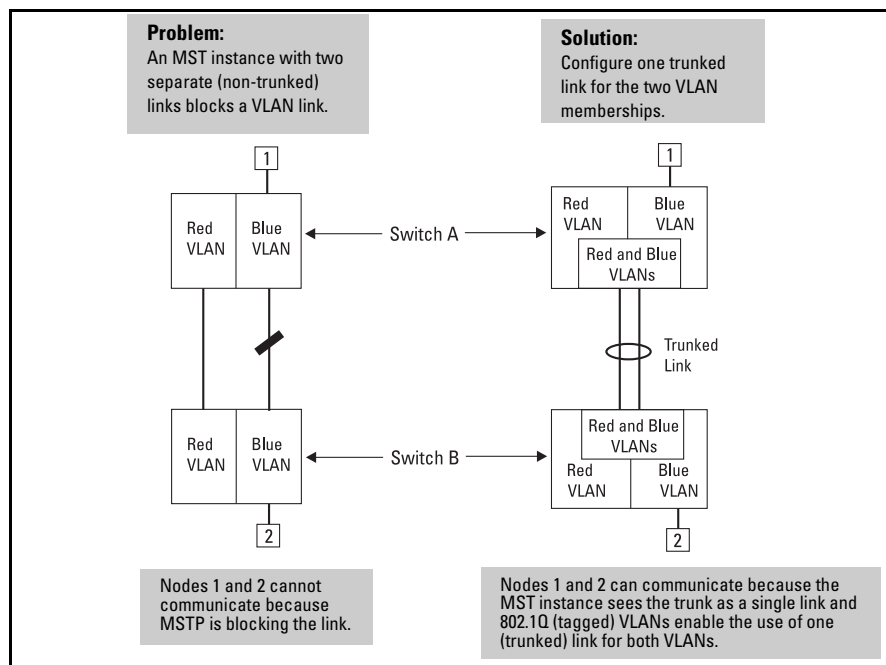 Problem:
An MST instance with two
separate (non-trunked)
links blocks a VLAN link.
Solution:
Configure one trunked
link for the two VLAN
memberships.
1
1
Red
VLAN
Blue
VLAN
Switch A
Red
VLAN
Blue
VLAN
Red and Blue
VLANs
Trunked
Link
Red
VLAN
Blue
VLAN
Switch B
Red and Blue
VLANs
Red
VLAN
Blue
VLAN
2
2
Nodes 1 and 2 cannot
communicate because
MSTP is blocking the link.
Nodes 1 and 2 can communicate because the
MST instance sees the trunk as a single link and
802.1Q (tagged) VLANs enable the use of one
(trunked) link for both VLANs.